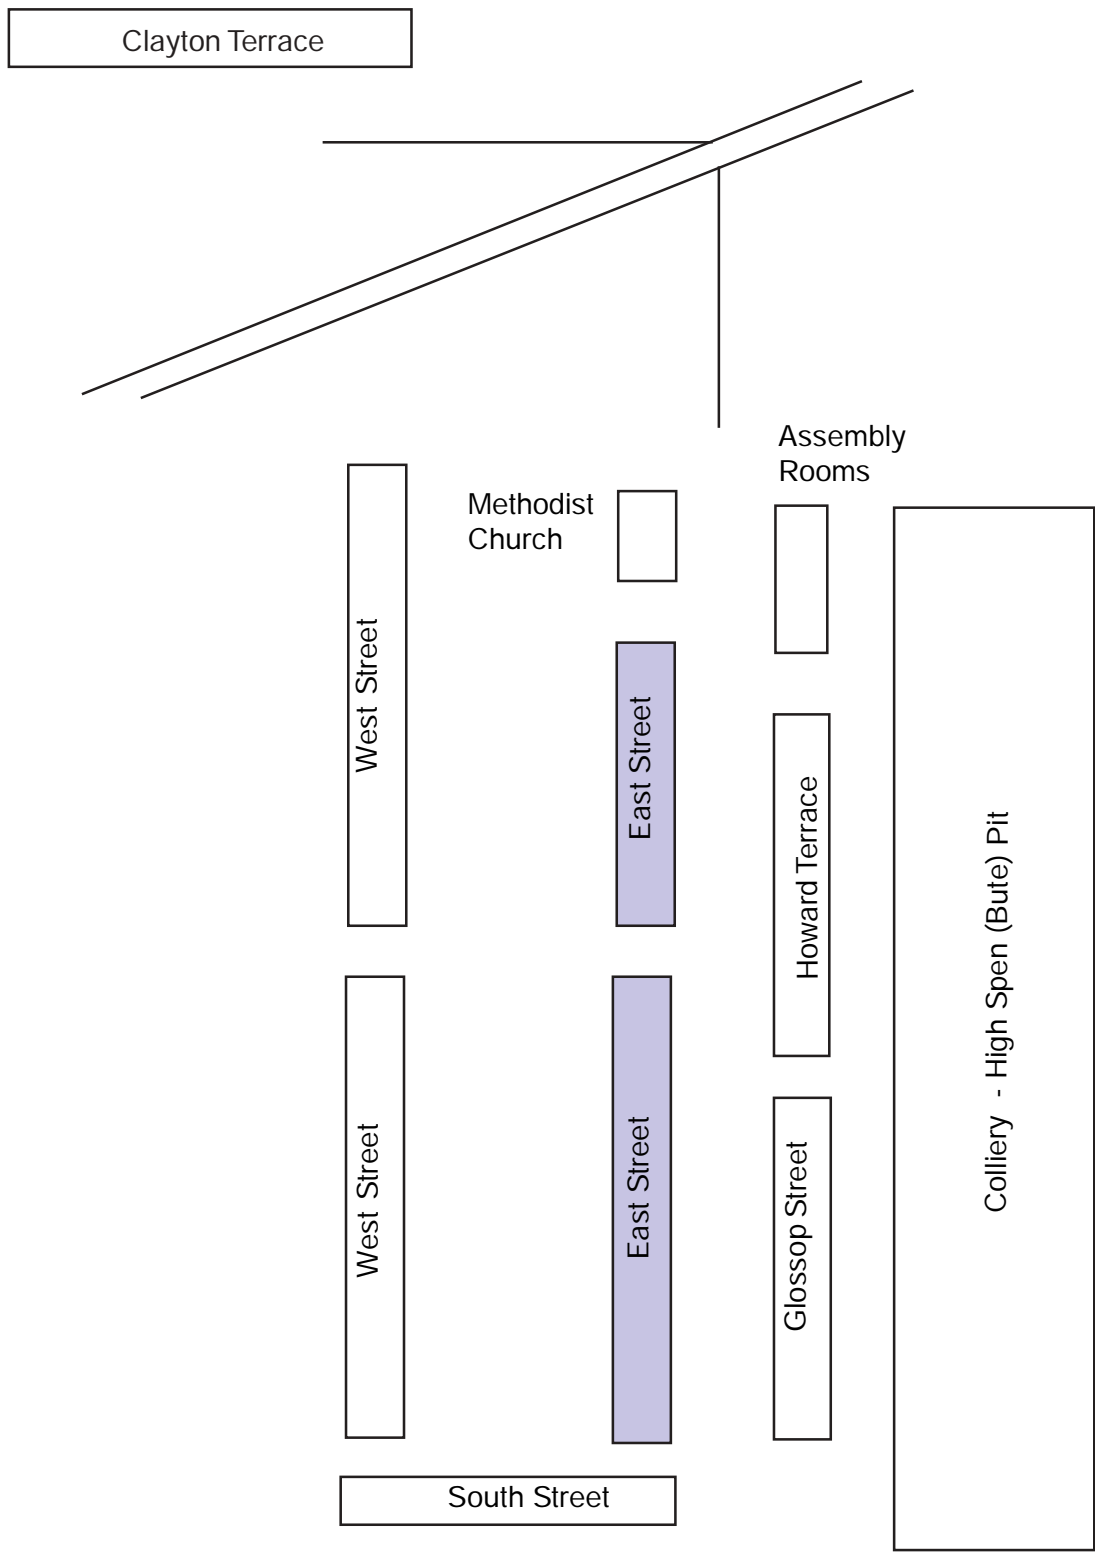 Clayton Terrace
Assembly
Rooms
Methodist
Church
West Street
East Street
Howard Terrace
Colliery - High Spen (Bute) Pit
West Street
East Street
Glossop Street
South Street